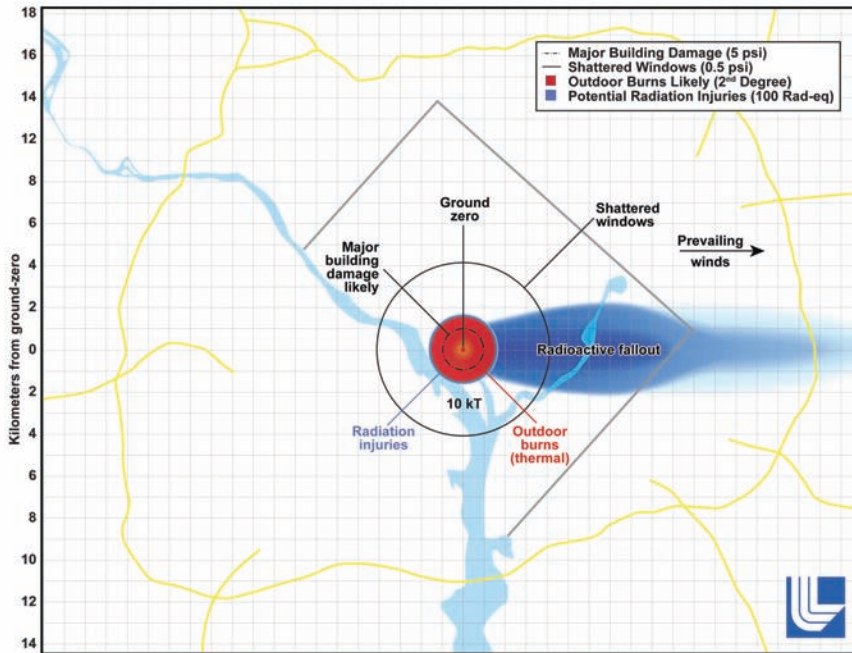 18
16
14
12
10
8
6
4
2
0
2
4
6
8
10
12
14
Kilometers from ground-zero
Major Building Damage (5 psi)
Shattered Windows (0.5 psi)
Outdoor Burns Likely (2nd Degree)
Potential Radiation Injuries (100 Rad-eq)
Ground
zero
Shattered
windows
Major
building
damage
likely
Prevailing
winds
Radioactive fallout
10 kT
Radiation
injuries
Outdoor
burns
(thermal)